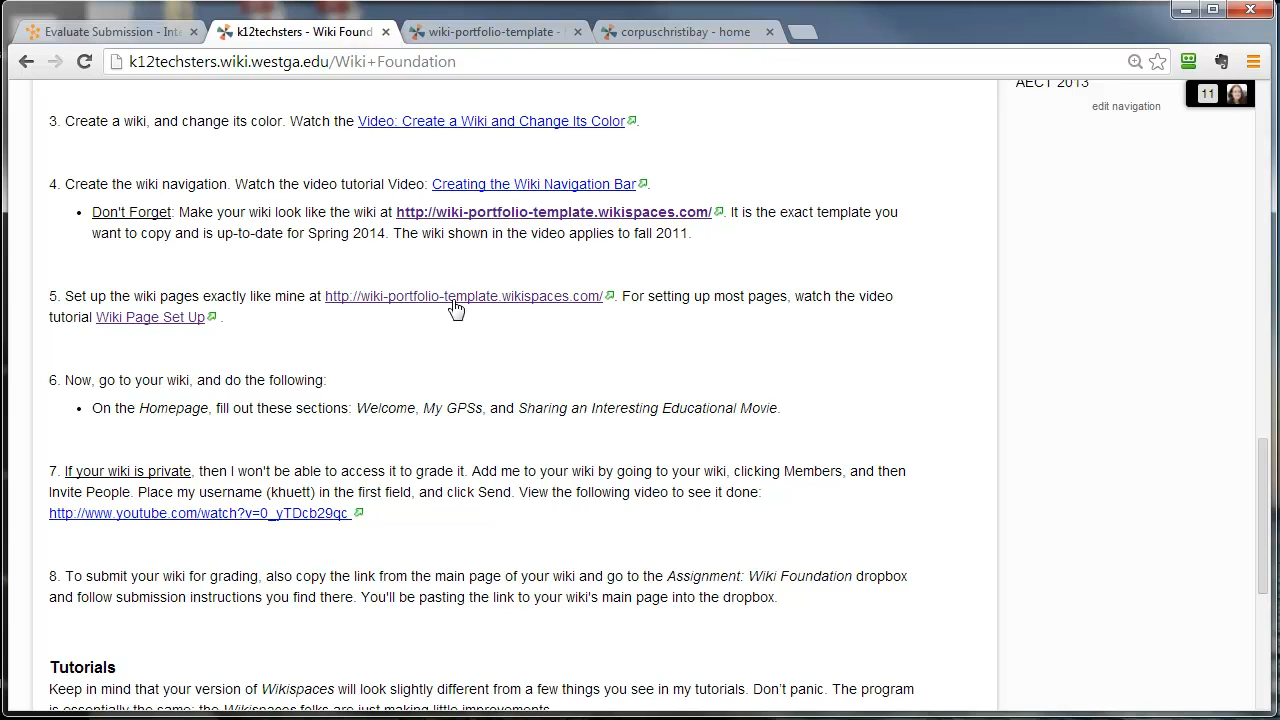 Evaluate Submission - Int
k12techsters - Wiki Found
wiki-portfolio-template -
corpuschristibay - home
k12techsters.wiki.westga.edu/Wiki+Foundation
AECT 2013
11
edit navigation
3. Create a wiki, and change its color. Watch the Video: Create a Wiki and Change Its Color.
4. Create the wiki navigation. Watch the video tutorial Video: Creating the Wiki Navigation Bar.
• Don't Forget: Make your wiki look like the wiki at http://wiki-portfolio-template.wikispaces.com/. It is the exact template you
want to copy and is up-to-date for Spring 2014. The wiki shown in the video applies to fall 2011.
5. Set up the wiki pages exactly like mine at http://wiki-portfolio-template.wikispaces.com/. For setting up most pages, watch the video
tutorial Wiki Page Set Up .
6. Now, go to your wiki, and do the following:
• On the Homepage, fill out these sections: Welcome, My GPSs, and Sharing an Interesting Educational Movie.
7. If your wiki is private, then I won't be able to access it to grade it. Add me to your wiki by going to your wiki, clicking Members, and then
Invite People. Place my username (khuett) in the first field, and click Send. View the following video to see it done:
http://www.youtube.com/watch?v=0_yTDcb29qc
8. To submit your wiki for grading, also copy the link from the main page of your wiki and go to the Assignment: Wiki Foundation dropbox
and follow submission instructions you find there. You'll be pasting the link to your wiki's main page into the dropbox.
Tutorials
Keep in mind that your version of Wikispaces will look slightly different from a few things you see in my tutorials. Don't panic. The program
is essentially the same; the Wikispaces folks are just making little improvements.